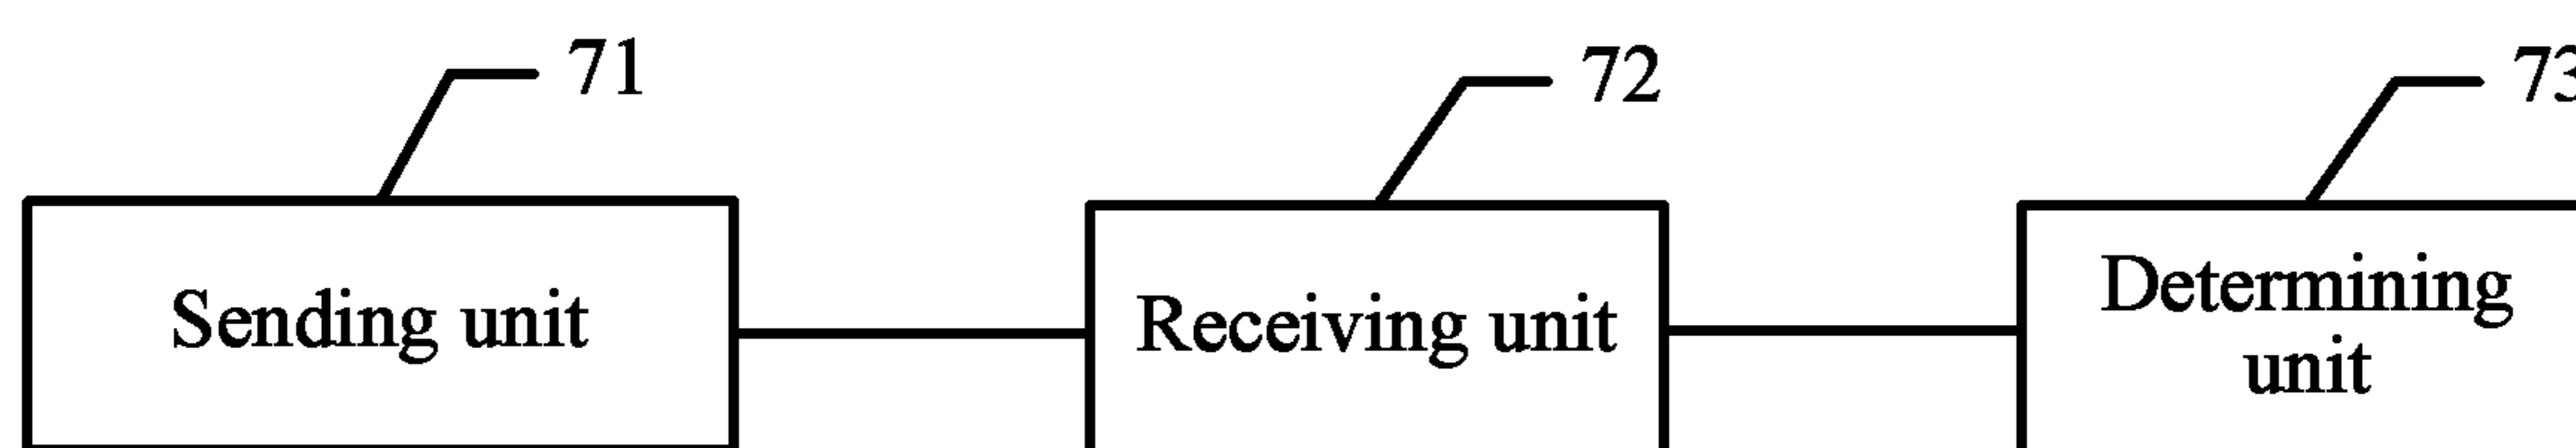 71
72
73
Sending unit
Receiving unit
Determining
unit